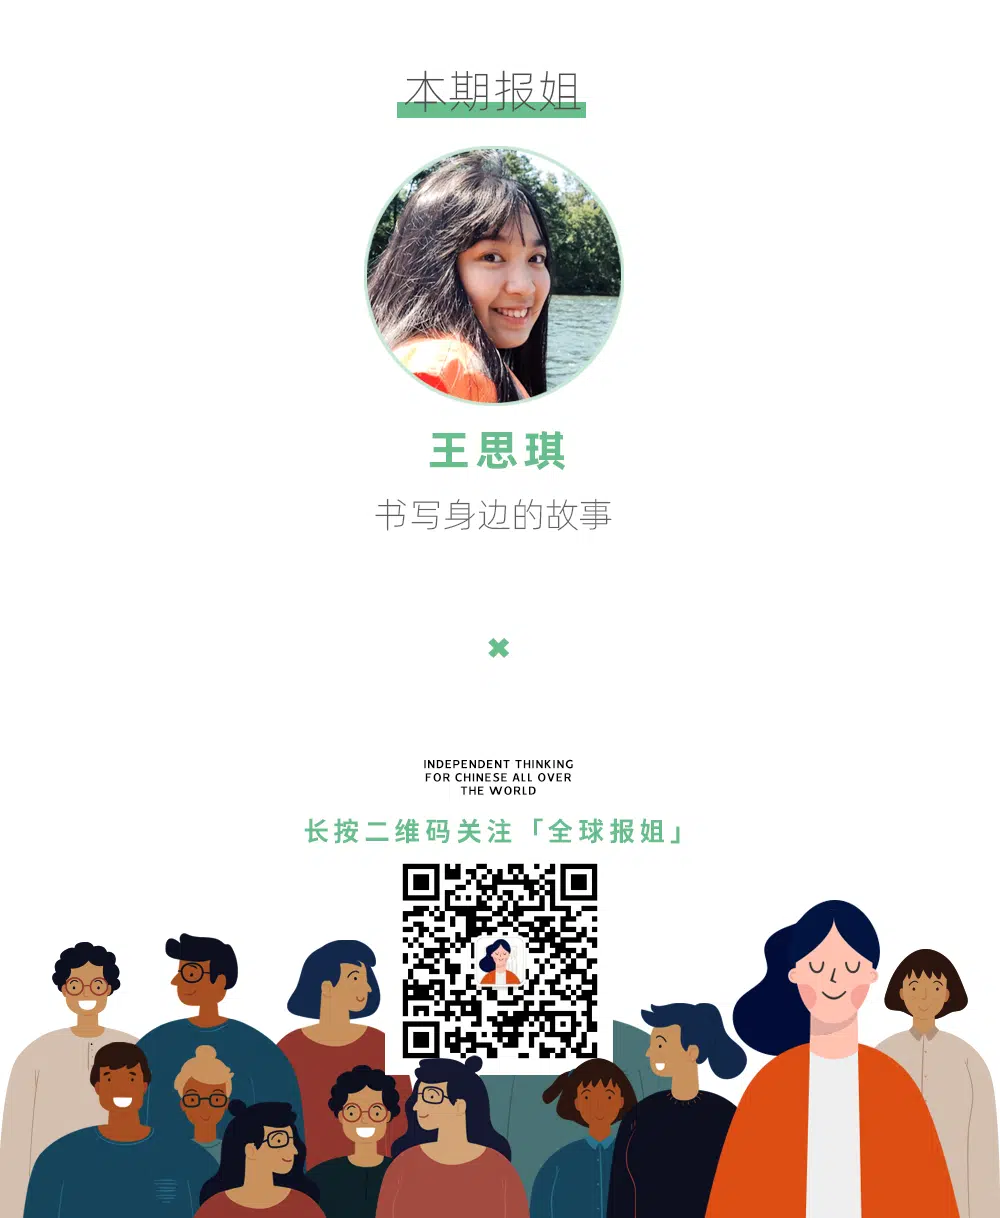 本期报姐
王思琪
书写身边的故事
INDEPENDENT THINKING
FOR CHINESE ALL OVER
THE WORLD
长按二维码关注「全球报姐」